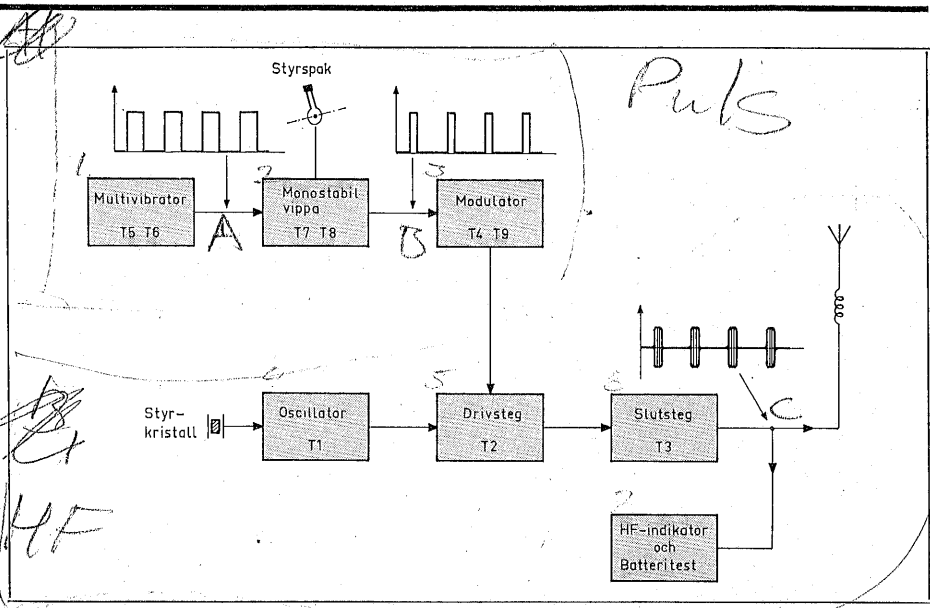 Styrspak
Puls
1.
2
3
Multivibrator
T5 T6
A
Monostabil
vippa
T7 T8
B
Modulator
T4 T9
5
6
Styr-
kristall
Oscillator
T1
Drivsteg
T2
Slutsteg
T3
C
HF
7
HF-indikator
och
Batteritest